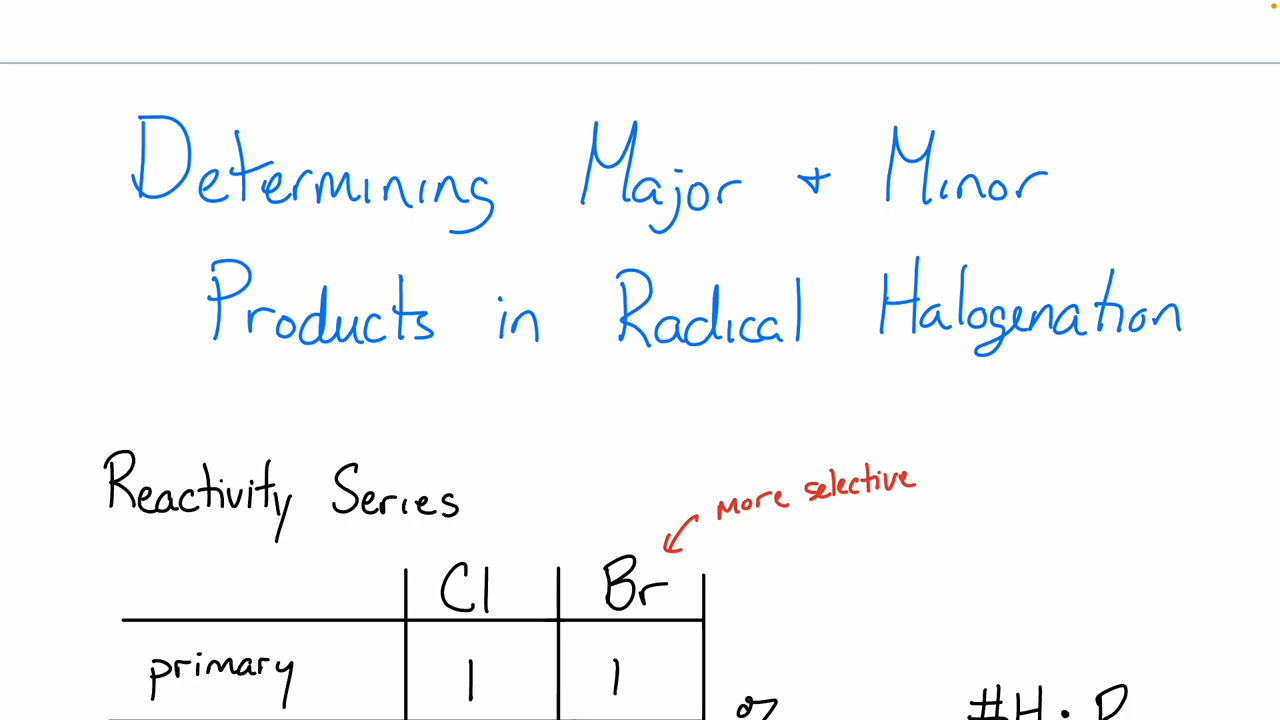 Determining Major + Minor
Products in Radical Halogenation
Reactivity Series
more selective
Cl Br
primary 1 1
% #H · R